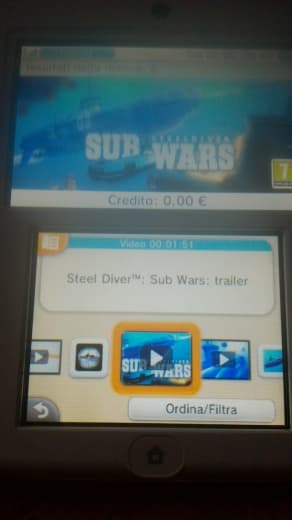 STEEL DIVER
SUB WARS
7
Credito: 0,00 €
Video 00:01:51
Steel Diver™: Sub Wars: trailer
SUB WARS
Ordina/Filtra